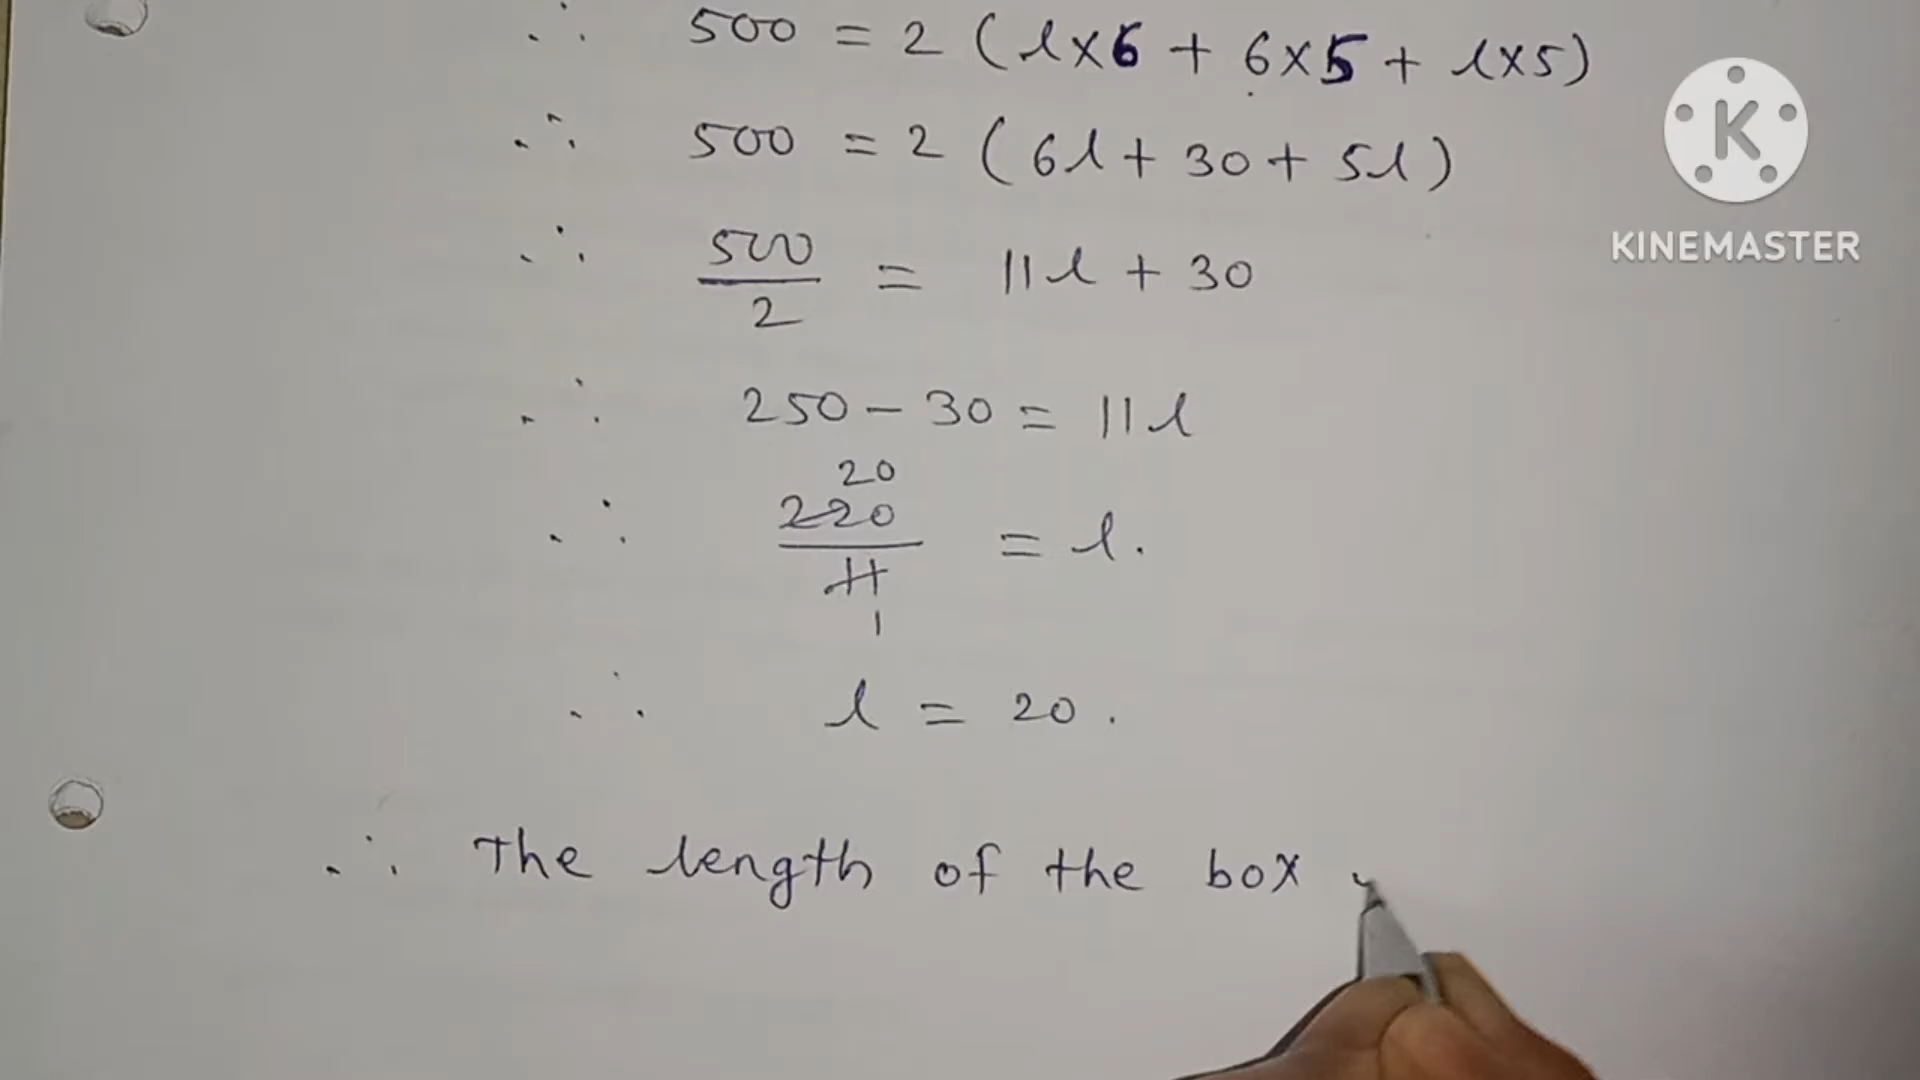 ∴ 500 = 2 (l×6 + 6×5 + l×5)
∴ 500 = 2 (6l + 30 + 5l)
∴ 500/2 = 11l + 30
∴ 250 - 30 = 11l
20
∴ 220/11 = l.
1
∴ l = 20.
∴ The length of the box
K
KINEMASTER